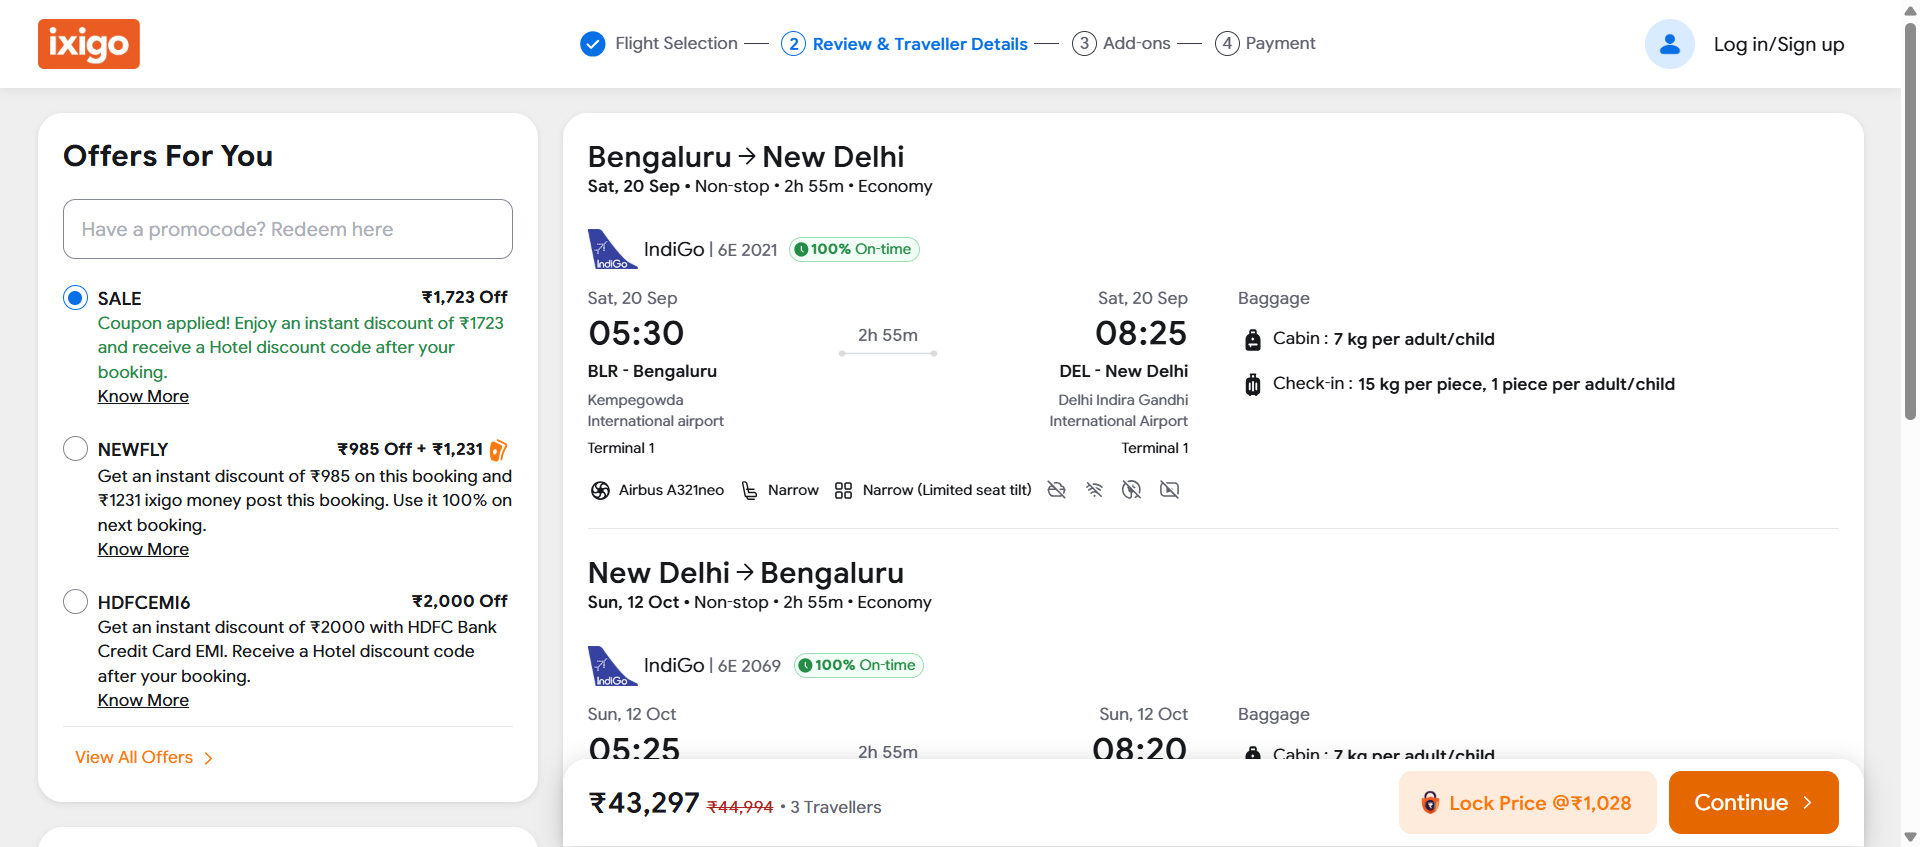 ixigo
Flight Selection
2 Review & Traveller Details
3 Add-ons
4 Payment
Log in/Sign up
Offers For You
Have a promocode? Redeem here
SALE ₹1,723 Off
Coupon applied! Enjoy an instant discount of ₹1723
and receive a Hotel discount code after your
booking.
Know More
NEWFLY ₹985 Off + ₹1,231
Get an instant discount of ₹985 on this booking and
₹1231 ixigo money post this booking. Use it 100% on
next booking.
Know More
HDFCEMI6 ₹2,000 Off
Get an instant discount of ₹2000 with HDFC Bank
Credit Card EMI. Receive a Hotel discount code
after your booking.
Know More
View All Offers
Bengaluru → New Delhi
Sat, 20 Sep • Non-stop • 2h 55m • Economy
IndiGo
IndiGo | 6E 2021 100% On-time
Sat, 20 Sep Sat, 20 Sep Baggage
05:30 2h 55m 08:25
Cabin : 7 kg per adult/child
BLR - Bengaluru DEL - New Delhi
Check-in : 15 kg per piece, 1 piece per adult/child
Kempegowda Delhi Indira Gandhi
International airport International Airport
Terminal 1 Terminal 1
Airbus A321neo Narrow Narrow (Limited seat tilt)
New Delhi → Bengaluru
Sun, 12 Oct • Non-stop • 2h 55m • Economy
IndiGo
IndiGo | 6E 2069 100% On-time
Sun, 12 Oct Sun, 12 Oct Baggage
05:25 2h 55m 08:20
Cabin : 7 kg per adult/child
₹43,297 ₹44,994 • 3 Travellers
Lock Price @₹1,028
Continue